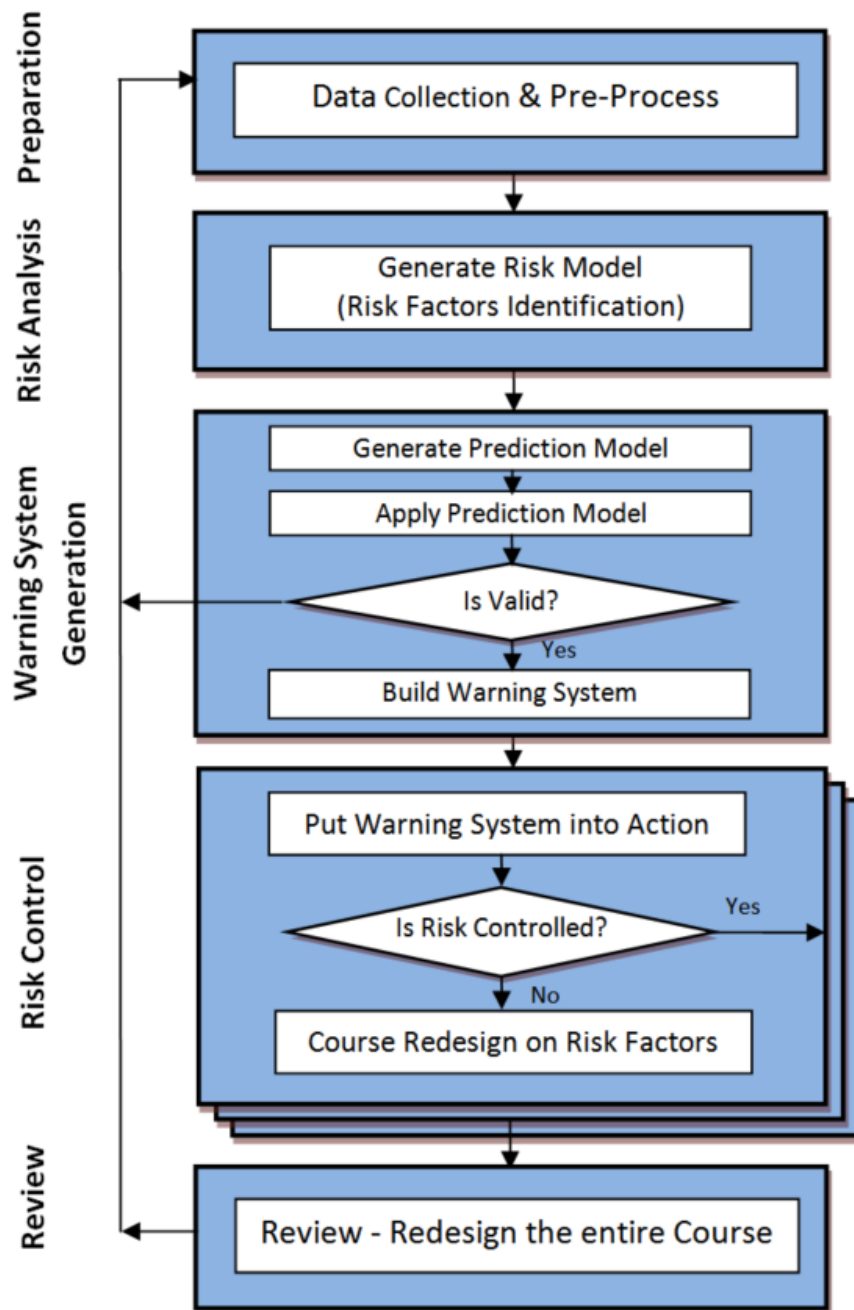 Preparation
Data Collection & Pre-Process
Risk Analysis
Generate Risk Model
(Risk Factors Identification)
Warning System
Generation
Generate Prediction Model
Apply Prediction Model
Is Valid?
Yes
Build Warning System
Risk Control
Put Warning System into Action
Is Risk Controlled?
Yes
No
Course Redesign on Risk Factors
Review
Review - Redesign the entire Course